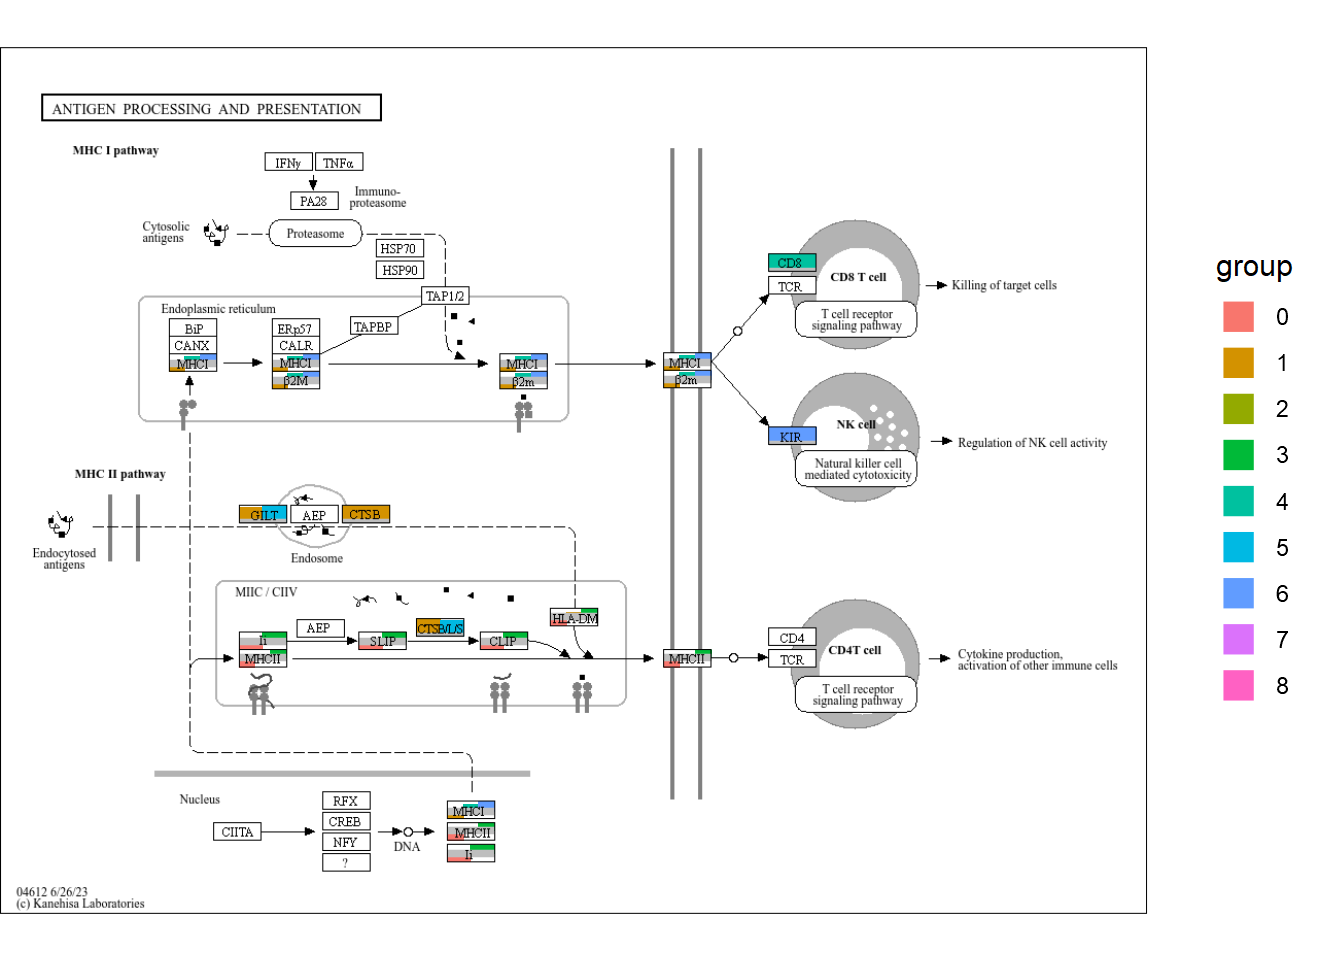 ANTIGEN PROCESSING AND PRESENTATION
MHC I pathway
IFNγ
TNFα
PA28
Immuno-
proteasome
Cytosolic
antigens
Proteasome
HSP70
HSP90
TAP1/2
Endoplasmic reticulum
BiP
CANX
MHCI
ERp57
CALR
MHCI
β2M
TAPBP
MHCI
β2m
MHCI
β2m
CD8
TCR
CD8 T cell
T cell receptor
signaling pathway
Killing of target cells
KIR
NK cell
Natural killer cell
mediated cytotoxicity
Regulation of NK cell activity
MHC II pathway
Endocytosed
antigens
GILT
AEP
CTSB
Endosome
MIIC / CIIV
Ii
MHCII
AEP
SLIP
CTSB/L/S
CLIP
HLA-DM
MHCII
CD4
TCR
CD4T cell
T cell receptor
signaling pathway
Cytokine production,
activation of other immune cells
Nucleus
CIITA
RFX
CREB
NFY
?
DNA
MHCI
MHCII
Ii
04612 6/26/23
(c) Kanehisa Laboratories
group
0
1
2
3
4
5
6
7
8